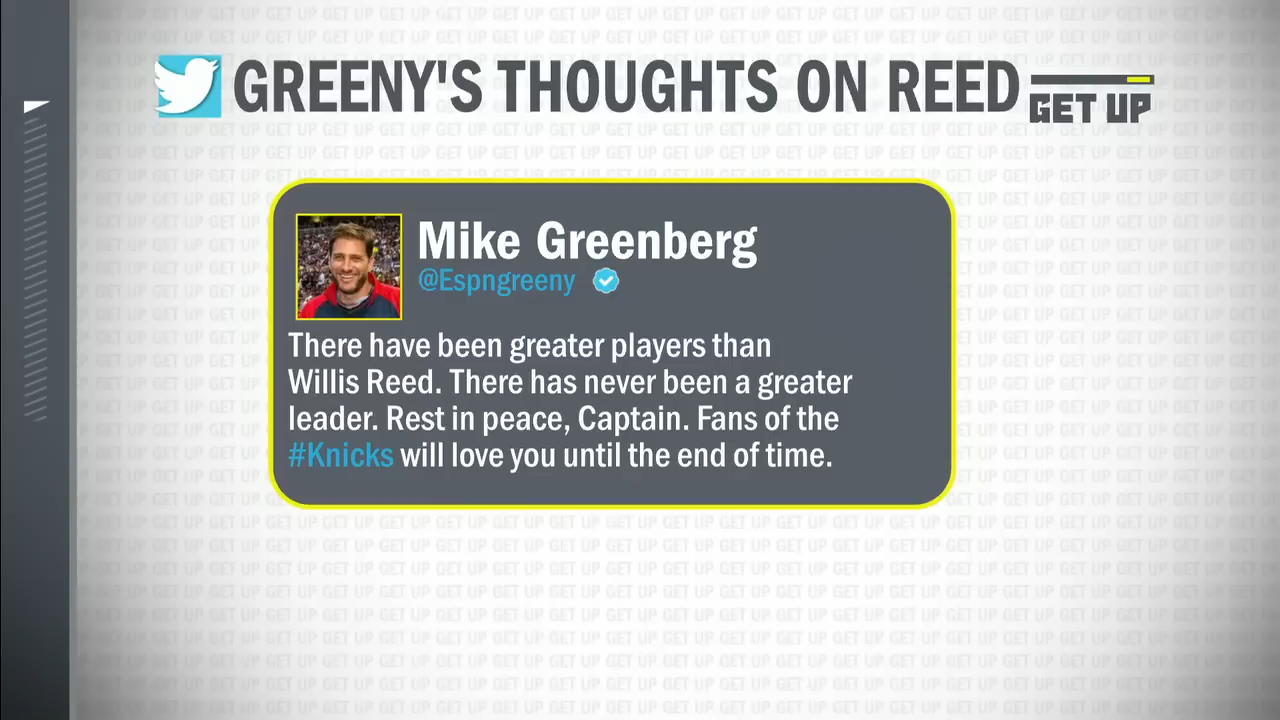 GREENY'S THOUGHTS ON REED
GET UP
Mike Greenberg
@Espngreeny
There have been greater players than
Willis Reed. There has never been a greater
leader. Rest in peace, Captain. Fans of the
#Knicks will love you until the end of time.